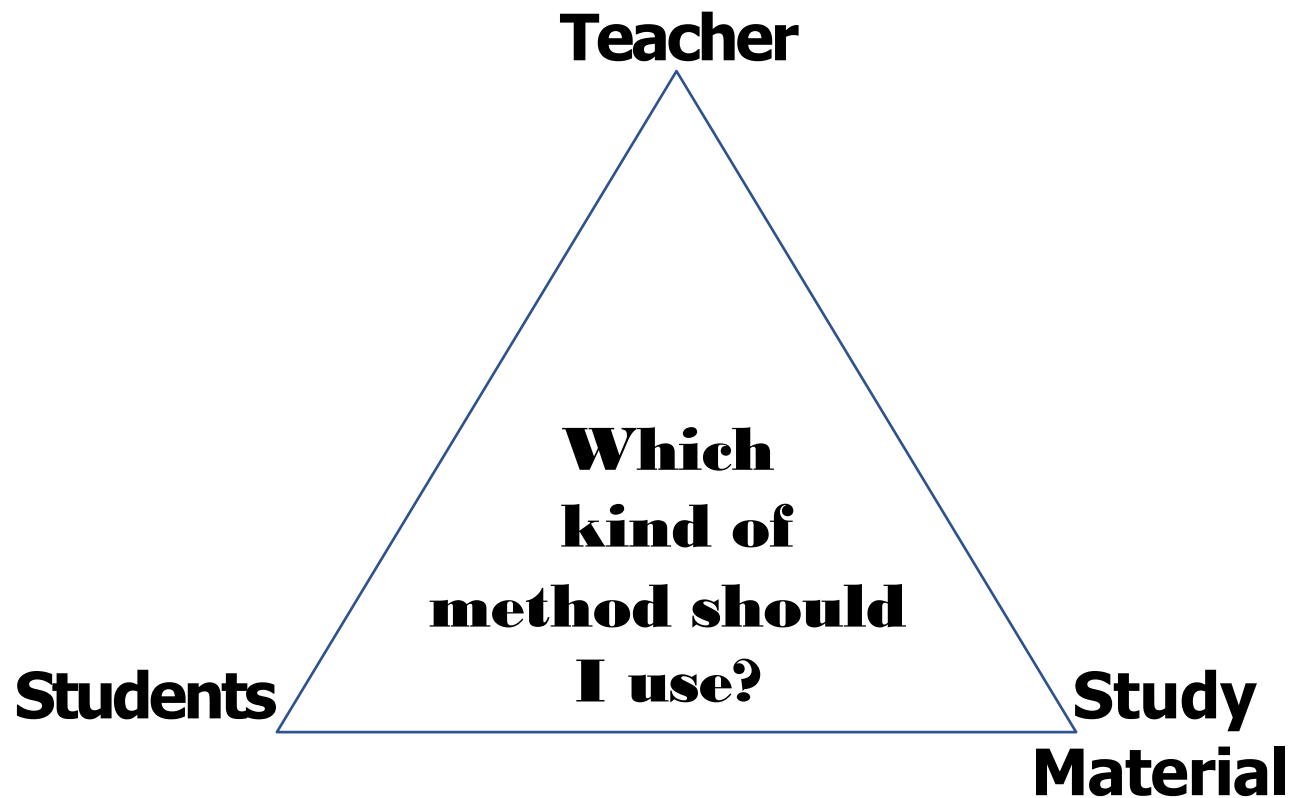 Teacher
Which
kind of
method should
I use?
Students
Study
Material